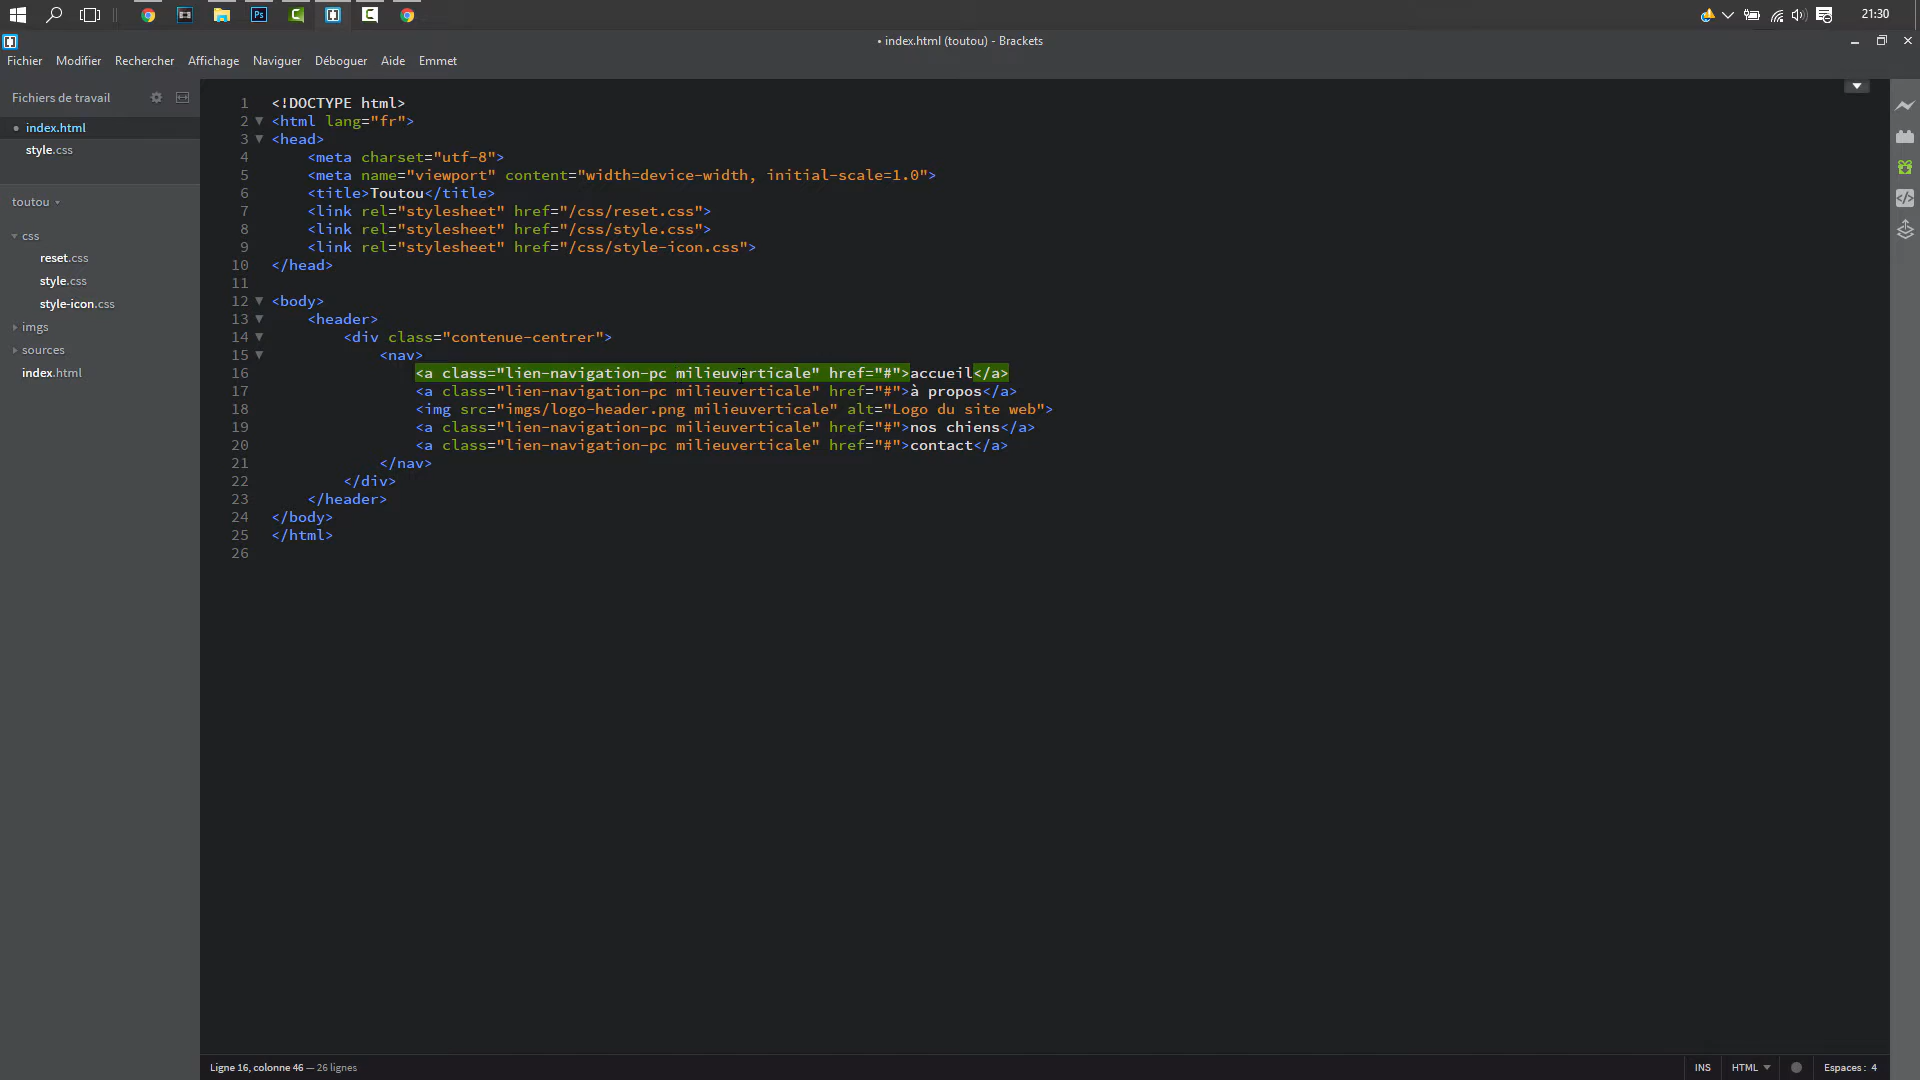 21:30
• index.html (toutou) - Brackets
Fichier Modifier Rechercher Affichage Naviguer Déboguer Aide Emmet
Fichiers de travail
index.html
style.css
toutou
css
reset.css
style.css
style-icon.css
imgs
sources
index.html
1 <!DOCTYPE html>
2 <html lang="fr">
3 <head>
4 <meta charset="utf-8">
5 <meta name="viewport" content="width=device-width, initial-scale=1.0">
6 <title>Toutou</title>
7 <link rel="stylesheet" href="/css/reset.css">
8 <link rel="stylesheet" href="/css/style.css">
9 <link rel="stylesheet" href="/css/style-icon.css">
10 </head>
11
12 <body>
13 <header>
14 <div class="contenue-centrer">
15 <nav>
16 <a class="lien-navigation-pc milieuverticale" href="#">accueil</a>
17 <a class="lien-navigation-pc milieuverticale" href="#">à propos</a>
18 <img src="imgs/logo-header.png milieuverticale" alt="Logo du site web">
19 <a class="lien-navigation-pc milieuverticale" href="#">nos chiens</a>
20 <a class="lien-navigation-pc milieuverticale" href="#">contact</a>
21 </nav>
22 </div>
23 </header>
24 </body>
25 </html>
26
Ligne 16, colonne 46 — 26 lignes
INS HTML Espaces : 4